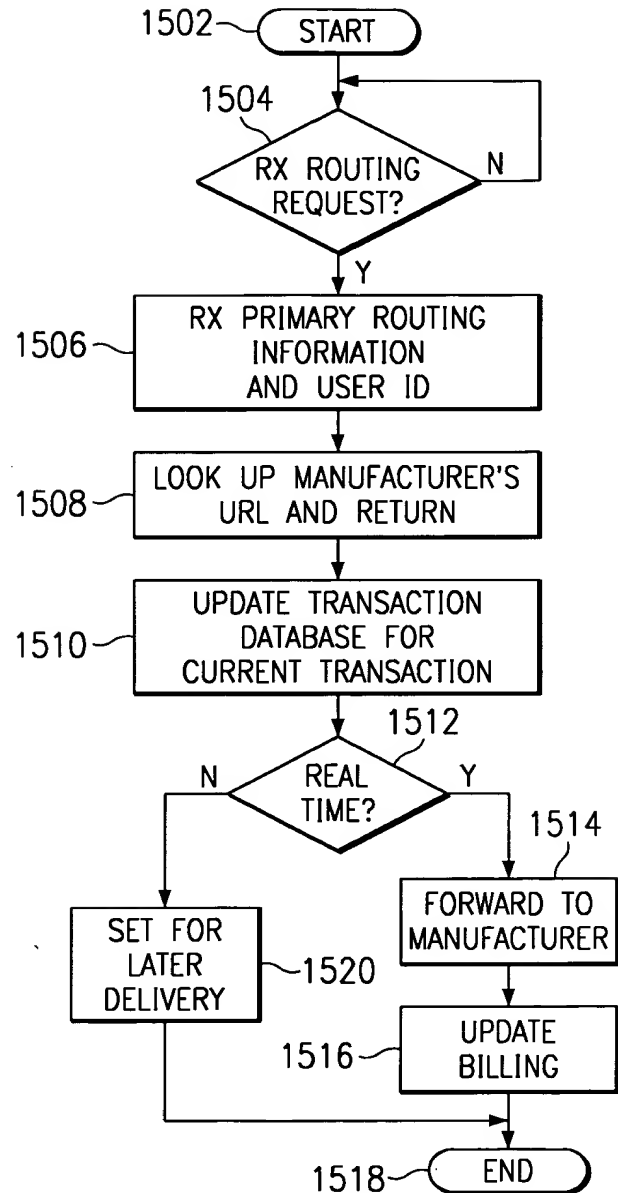 1502
START
1504
RX ROUTING
REQUEST?
N
Y
1506
RX PRIMARY ROUTING
INFORMATION
AND USER ID
1508
LOOK UP MANUFACTURER'S
URL AND RETURN
1510
UPDATE TRANSACTION
DATABASE FOR
CURRENT TRANSACTION
1512
N
REAL
TIME?
Y
1514
FORWARD TO
MANUFACTURER
SET FOR
LATER
DELIVERY
1520
1516
UPDATE
BILLING
1518
END